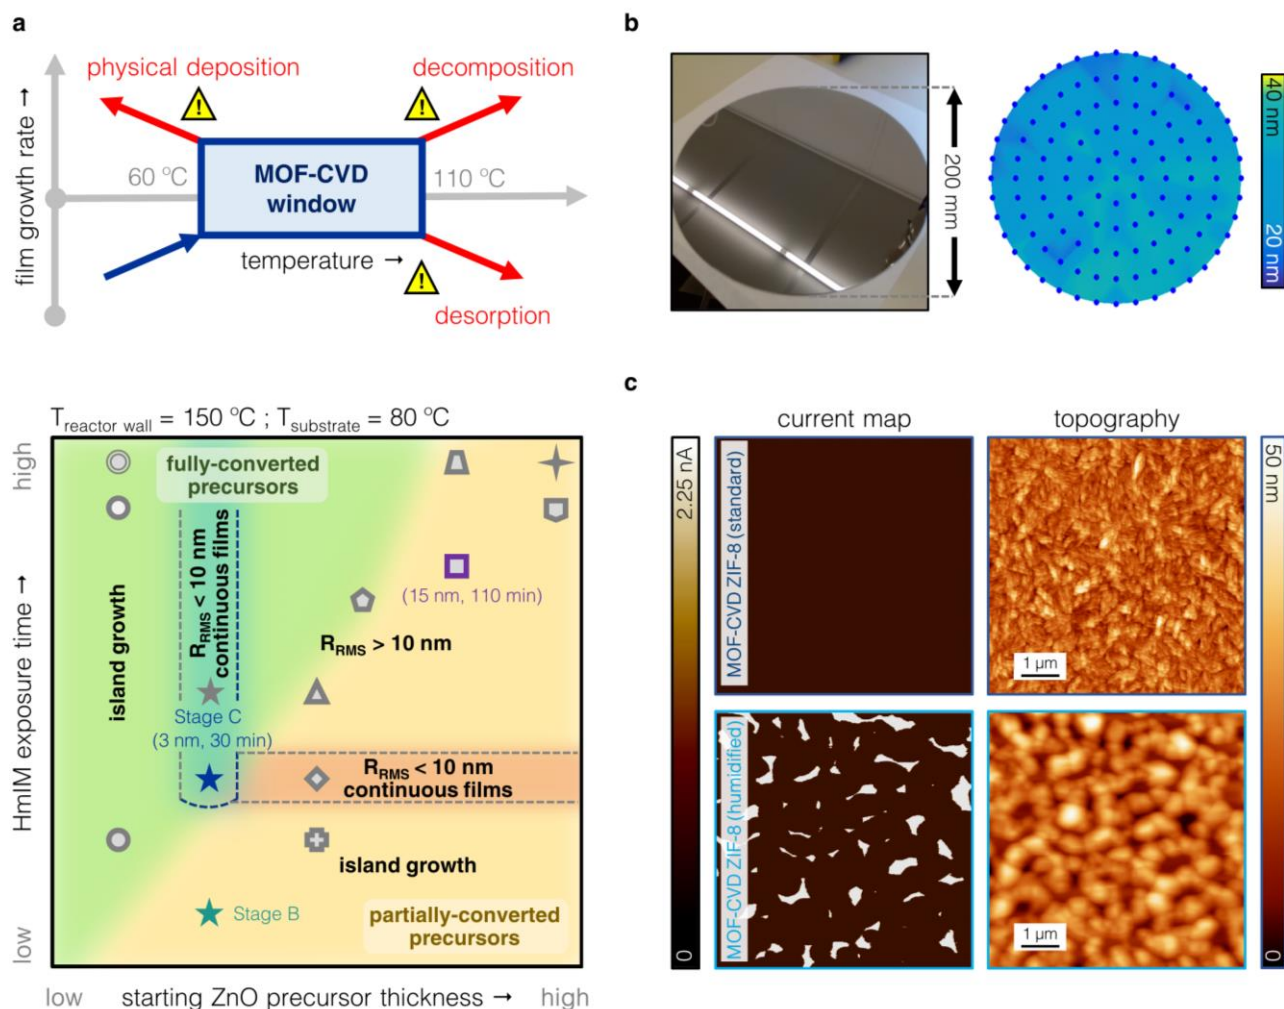 a
physical deposition
decomposition
!
!
film growth rate →
60 °C
MOF-CVD
window
110 °C
temperature →
!
desorption
b
200 mm
40 nm
20 nm
T reactor wall = 150 °C ; T substrate = 80 °C
high
HmIM exposure time →
low
fully-converted
precursors
island growth
R RMS < 10 nm
continuous films
(15 nm, 110 min)
R RMS > 10 nm
Stage C
(3 nm, 30 min)
R RMS < 10 nm
continuous films
island growth
Stage B
partially-converted
precursors
low
starting ZnO precursor thickness →
high
c
current map
topography
2.25 nA
0
MOF-CVD ZIF-8 (standard)
1 µm
50 nm
0
MOF-CVD ZIF-8 (humidified)
1 µm